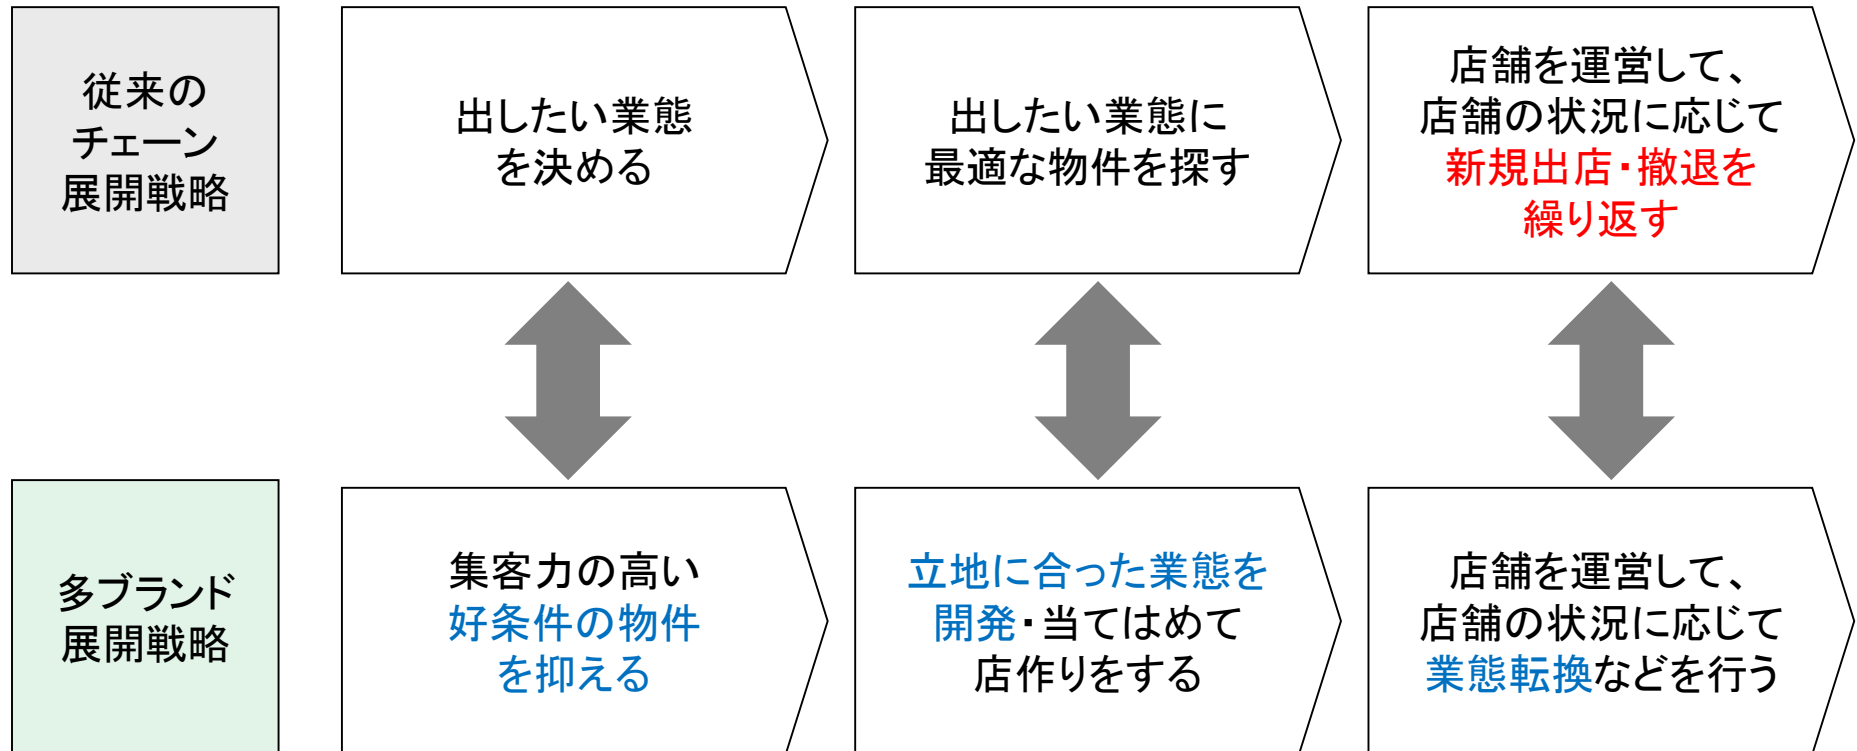 従来の
チェーン
展開戦略
出したい業態
を決める
出したい業態に
最適な物件を探す
店舗を運営して、
店舗の状況に応じて
新規出店・撤退を
繰り返す
多ブランド
展開戦略
集客力の高い
好条件の物件
を抑える
立地に合った業態を
開発・当てはめて
店作りをする
店舗を運営して、
店舗の状況に応じて
業態転換などを行う